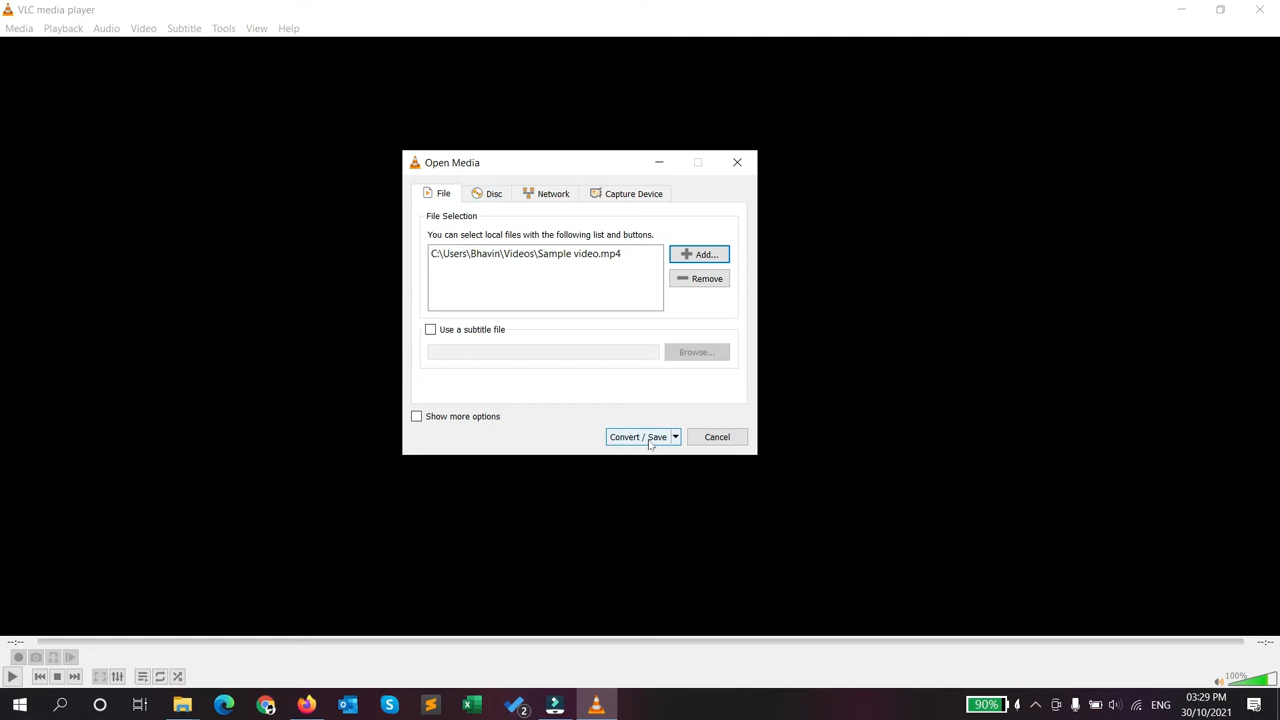 VLC media player
Media Playback Audio Video Subtitle Tools View Help
Open Media
File Disc Network Capture Device
File Selection
You can select local files with the following list and buttons.
C:\Users\Bhavin\Videos\Sample video.mp4
Add...
Remove
Use a subtitle file
Browse...
Show more options
Convert / Save Cancel
--:-- --:--
100%
2
90% ENG
03:29 PM
30/10/2021